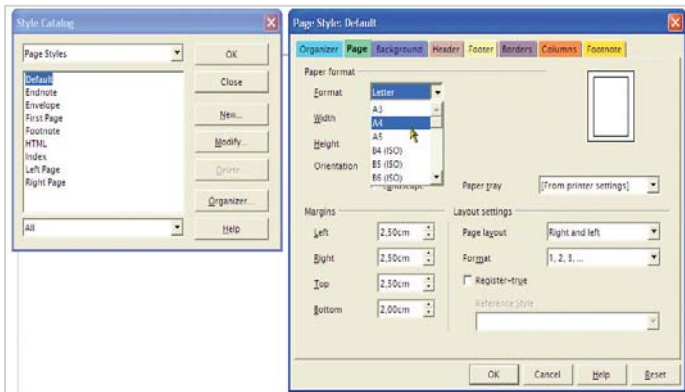 Style Catalog
Page Styles
Default
Endnote
Envelope
First Page
Footnote
HTML
Index
Left Page
Right Page
All
OK
Close
New...
Modify...
Delete...
Organizer...
Help
Page Style: Default
Organizer Page Background Header Footer Borders Columns Footnote
Paper format
Format Letter
A3
Width A4
A5
Height B4 (ISO)
Orientation B5 (ISO)
B6 (ISO)
Landscape Paper tray [From printer settings]
Margins Layout settings
Left 2,50cm Page layout Right and left
Right 2,50cm Format 1, 2, 3, ...
Top 2,50cm Register-true
Bottom 2,00cm Reference Style
OK Cancel Help Reset